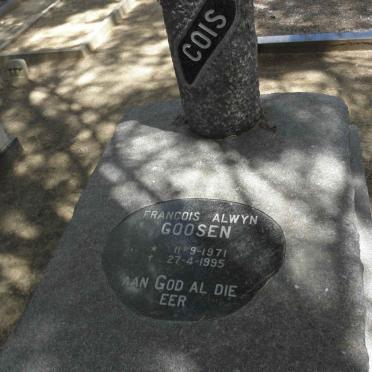 COIS
FRANCOIS ALWYN
GOOSEN
* 11-9-1971
† 27-4-1995
AAN GOD AL DIE
EER